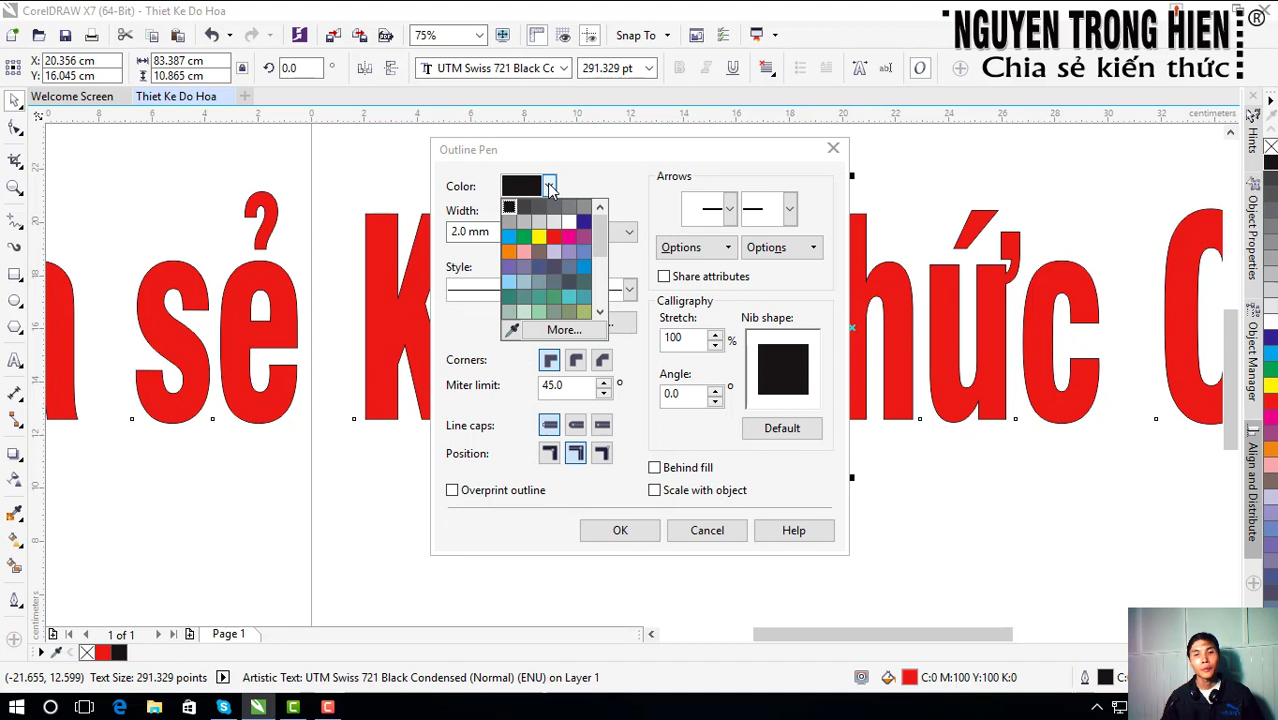 CorelDRAW X7 (64-Bit) - Thiet Ke Do Hoa
NGUYEN TRONG HIEN ®
Chia sẻ kiến thức
75%
Snap To
X: 20.356 cm
Y: 16.045 cm
83.387 cm
10.865 cm
0.0
UTM Swiss 721 Black Cc
291.329 pt
Welcome Screen
Thiet Ke Do Hoa
centimeters
Outline Pen
Color:
Width:
2.0 mm
Style:
More...
Corners:
Miter limit:
45.0
Line caps:
Position:
Overprint outline
Arrows
Options
Options
Share attributes
Calligraphy
Stretch:
100
%
Nib shape:
Angle:
0.0
Default
Behind fill
Scale with object
OK
Cancel
Help
sẻ K
hức
Hints
Object Properties
Object Manager
Align and Distribute
centimeters
1 of 1
Page 1
(-21.655, 12.599)
Text Size: 291.329 points
Artistic Text: UTM Swiss 721 Black Condensed (Normal) (ENU) on Layer 1
C:0 M:100 Y:100 K:0
C:0